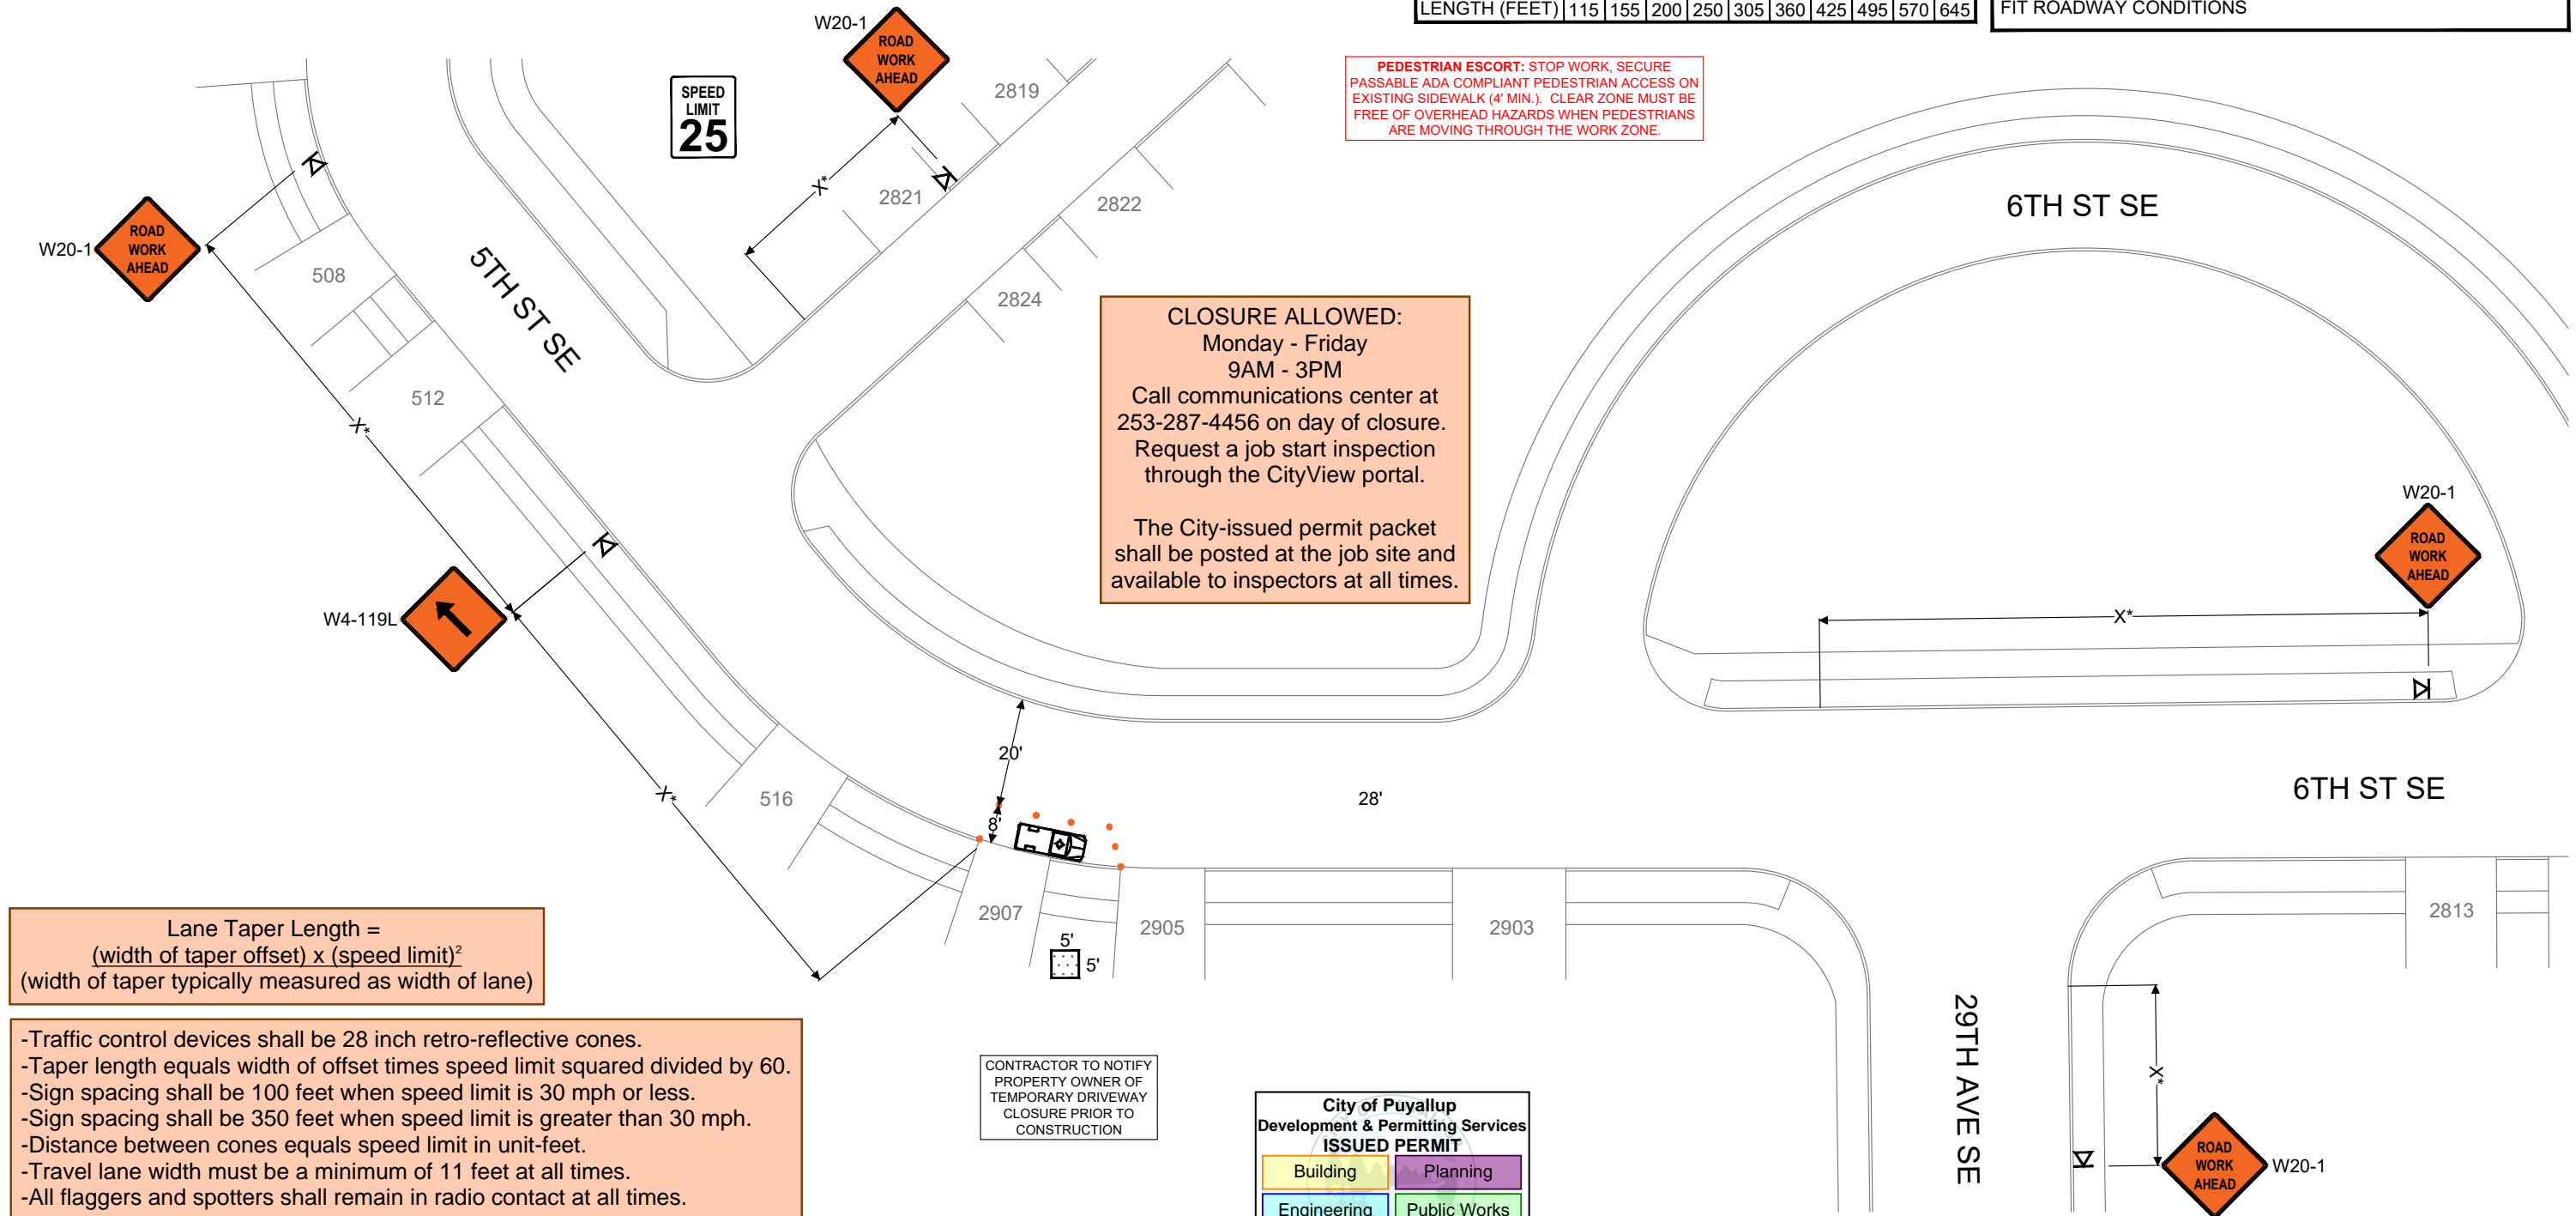 LENGTH (FEET) 115 155 200 250 305 360 425 495 570 645
FIT ROADWAY CONDITIONS
W20-1
ROAD
WORK
AHEAD
SPEED
LIMIT
25
2819
PEDESTRIAN ESCORT: STOP WORK, SECURE
PASSABLE ADA COMPLIANT PEDESTRIAN ACCESS ON
EXISTING SIDEWALK (4' MIN.). CLEAR ZONE MUST BE
FREE OF OVERHEAD HAZARDS WHEN PEDESTRIANS
ARE MOVING THROUGH THE WORK ZONE.
X*
2821
2822
6TH ST SE
W20-1
ROAD
WORK
AHEAD
508
5TH ST SE
2824
512
X*
CLOSURE ALLOWED:
Monday - Friday
9AM - 3PM
Call communications center at
253-287-4456 on day of closure.
Request a job start inspection
through the CityView portal.
The City-issued permit packet
shall be posted at the job site and
available to inspectors at all times.
W20-1
ROAD
WORK
AHEAD
X*
W4-119L
X*
516
20'
8'
28'
6TH ST SE
2907
2905
2903
2813
5'
5'
Lane Taper Length =
(width of taper offset) x (speed limit)²
(width of taper typically measured as width of lane)
-Traffic control devices shall be 28 inch retro-reflective cones.
-Taper length equals width of offset times speed limit squared divided by 60.
-Sign spacing shall be 100 feet when speed limit is 30 mph or less.
-Sign spacing shall be 350 feet when speed limit is greater than 30 mph.
-Distance between cones equals speed limit in unit-feet.
-Travel lane width must be a minimum of 11 feet at all times.
-All flaggers and spotters shall remain in radio contact at all times.
CONTRACTOR TO NOTIFY
PROPERTY OWNER OF
TEMPORARY DRIVEWAY
CLOSURE PRIOR TO
CONSTRUCTION
City of Puyallup
Development & Permitting Services
ISSUED PERMIT
Building Planning
Engineering Public Works
29TH AVE SE
X*
ROAD
WORK
AHEAD
W20-1